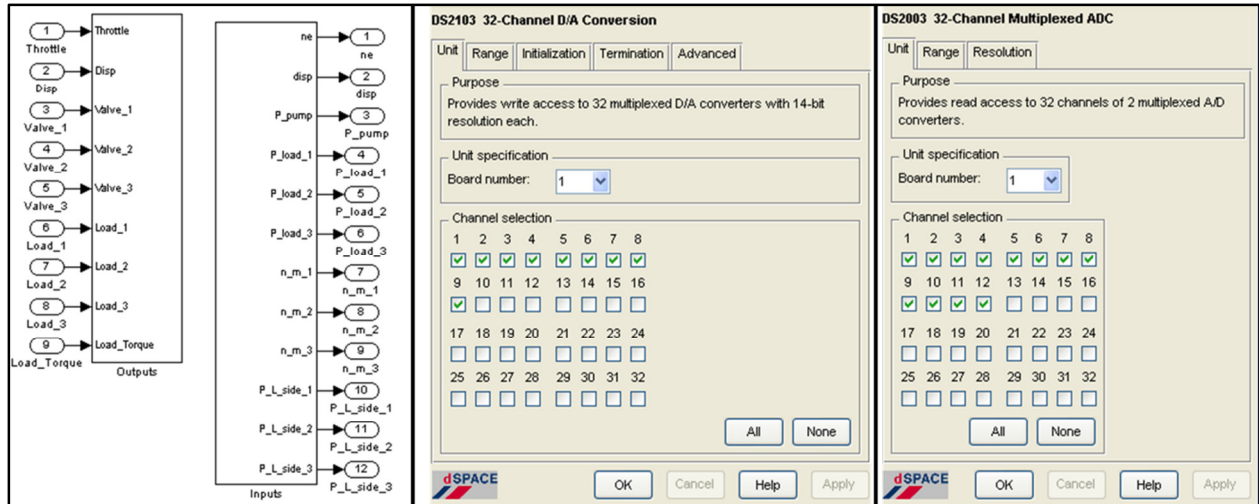 1
Throttle
Throttle
2
Disp
Disp
3
Valve_1
Valve_1
4
Valve_2
Valve_2
5
Valve_3
Valve_3
6
Load_1
Load_1
7
Load_2
Load_2
8
Load_3
Load_3
9
Load_Torque
Load_Torque
Outputs
ne
1
ne
disp
2
disp
P_pump
3
P_pump
P_load_1
4
P_load_1
P_load_2
5
P_load_2
P_load_3
6
P_load_3
n_m_1
7
n_m_1
n_m_2
8
n_m_2
n_m_3
9
n_m_3
P_L_side_1
10
P_L_side_1
P_L_side_2
11
P_L_side_2
P_L_side_3
12
P_L_side_3
Inputs
DS2103 32-Channel D/A Conversion
Unit Range Initialization Termination Advanced
Purpose
Provides write access to 32 multiplexed D/A converters with 14-bit
resolution each.
Unit specification
Board number: 1
Channel selection
1 2 3 4 5 6 7 8
9 10 11 12 13 14 15 16
17 18 19 20 21 22 23 24
25 26 27 28 29 30 31 32
All None
dSPACE OK Cancel Help Apply
DS2003 32-Channel Multiplexed ADC
Unit Range Resolution
Purpose
Provides read access to 32 channels of 2 multiplexed A/D
converters.
Unit specification
Board number: 1
Channel selection
1 2 3 4 5 6 7 8
9 10 11 12 13 14 15 16
17 18 19 20 21 22 23 24
25 26 27 28 29 30 31 32
All None
dSPACE OK Cancel Help Apply